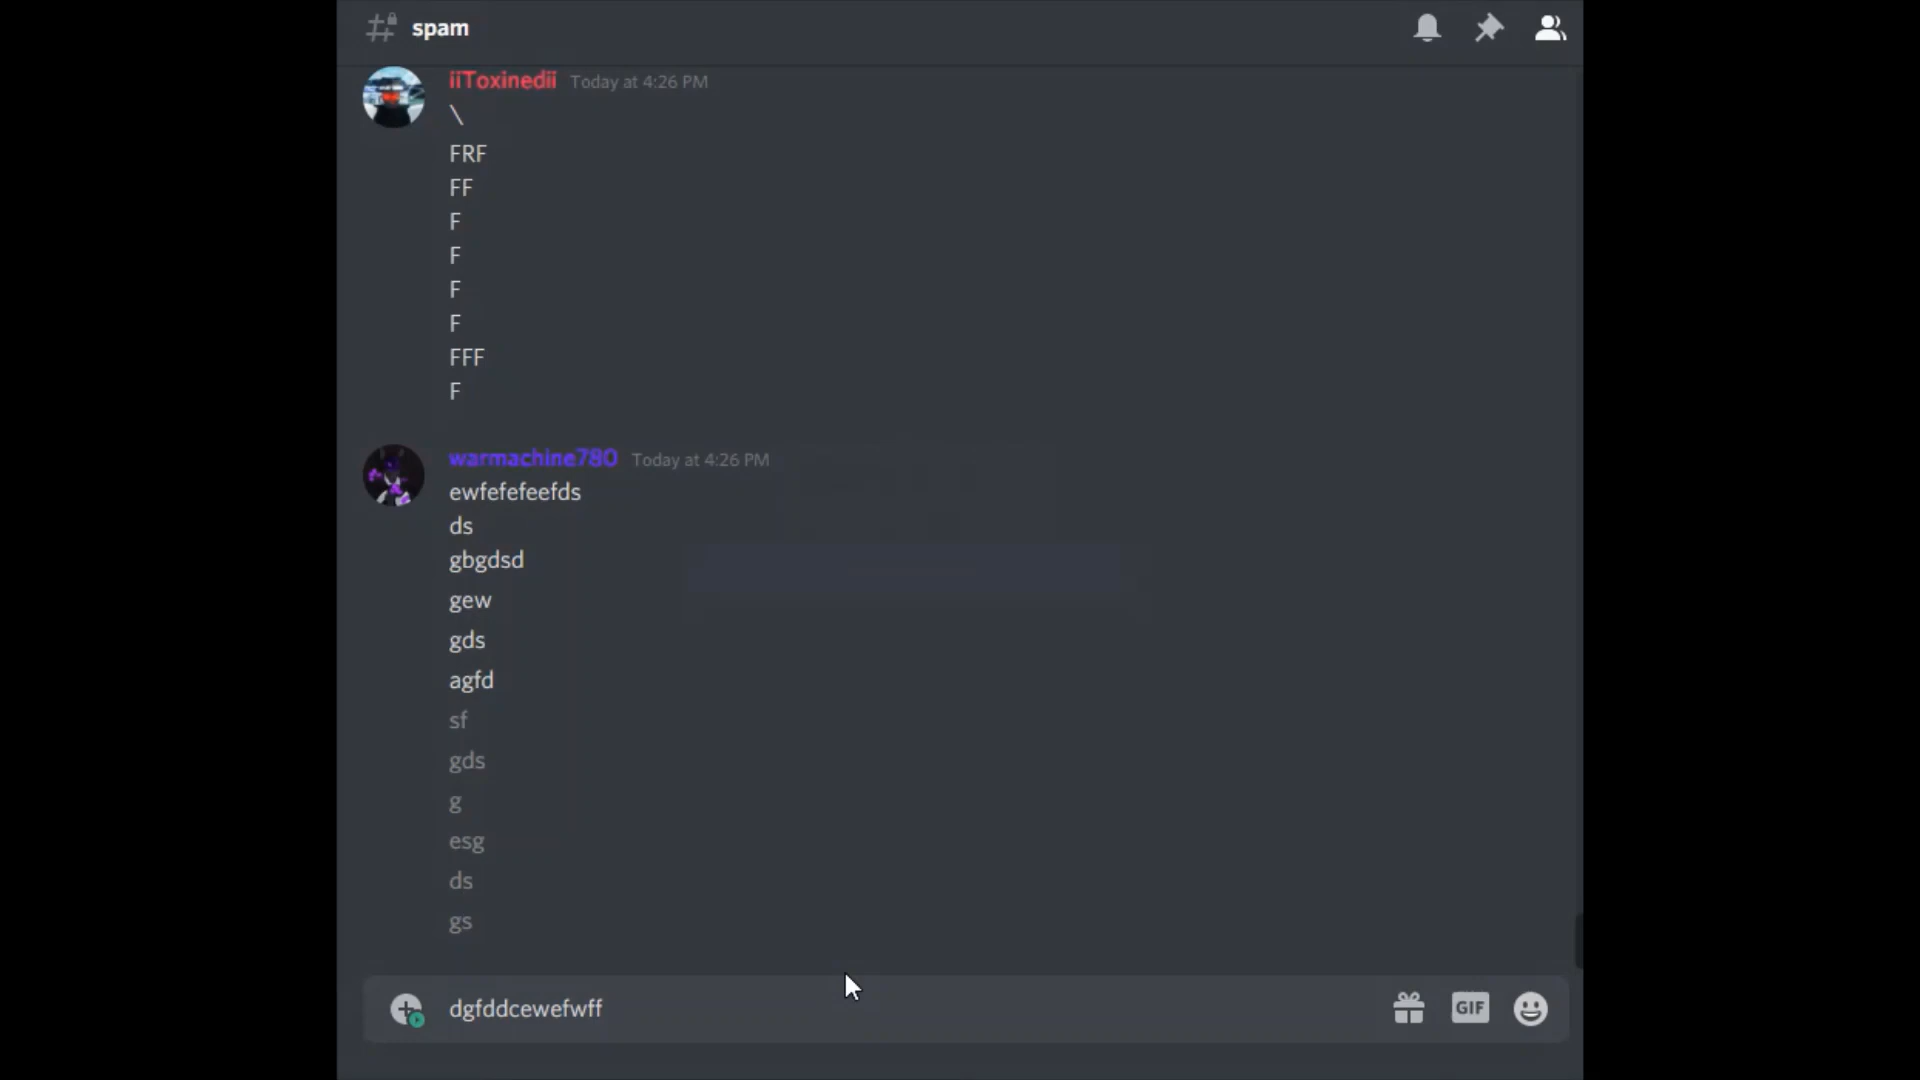 spam
iiToxinedii Today at 4:26 PM
\
FRF
FF
F
F
F
F
FFF
F
warmachine780 Today at 4:26 PM
ewfefefeefds
ds
gbgdsd
gew
gds
agfd
sf
gds
g
esg
ds
gs
dgfddcewefwff
GIF